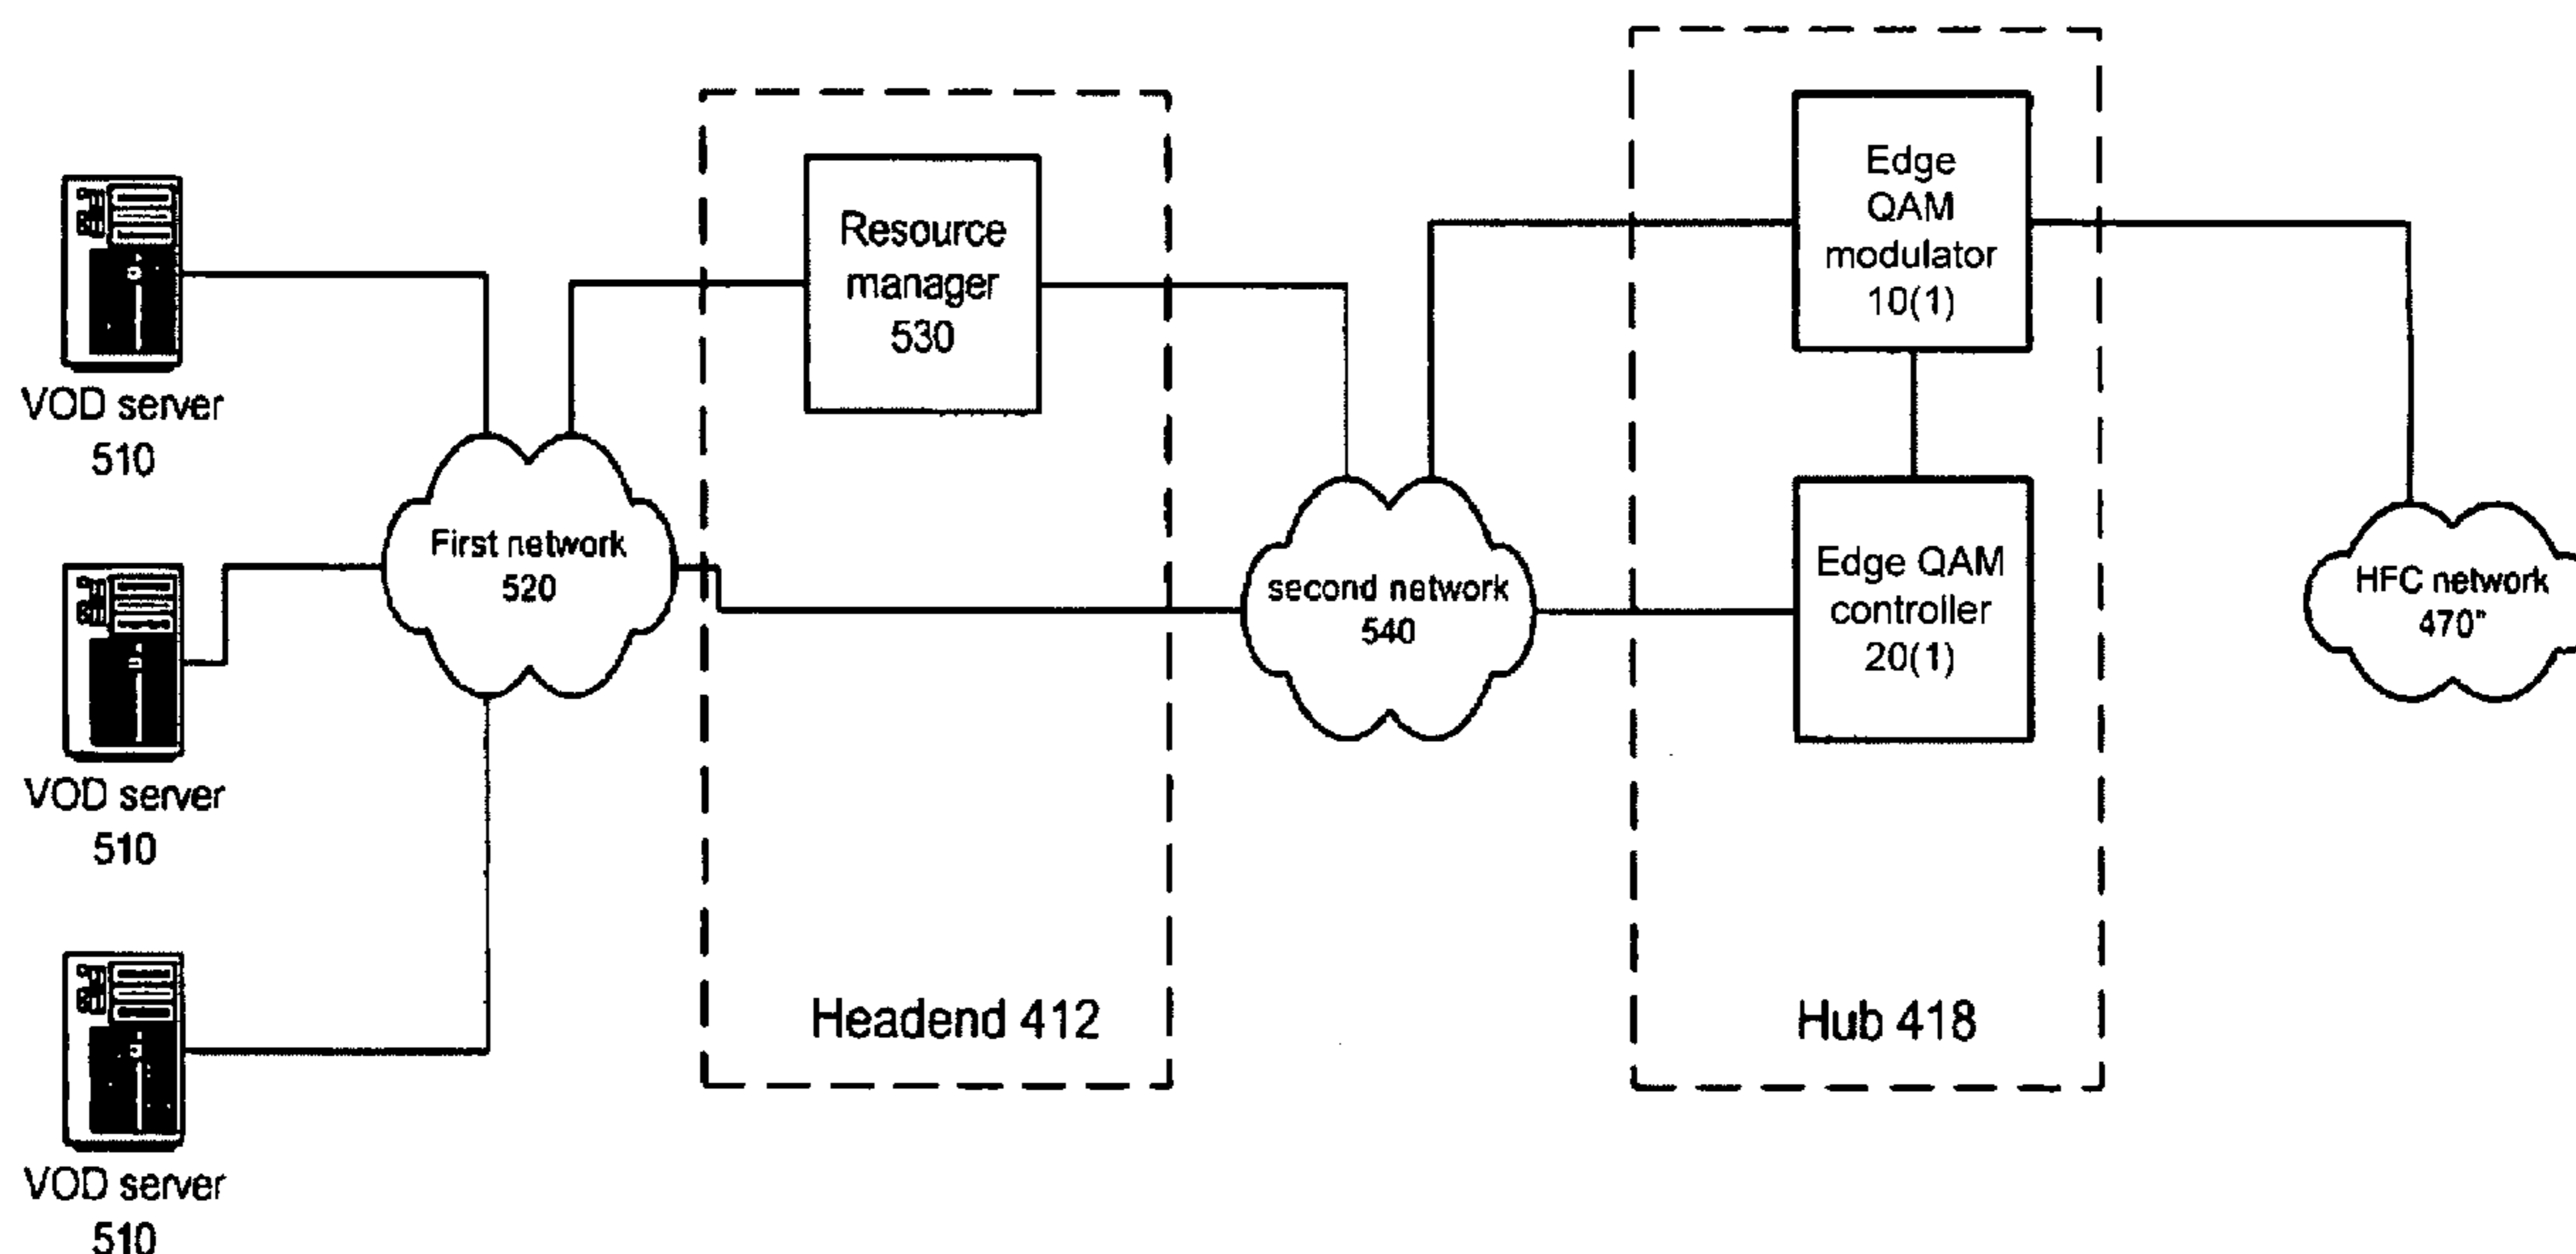 VOD server
510
VOD server
510
VOD server
510
First network
520
Resource
manager
530
Headend 412
second network
540
Edge
QAM
modulator
10(1)
Edge QAM
controller
20(1)
Hub 418
HFC network
470"